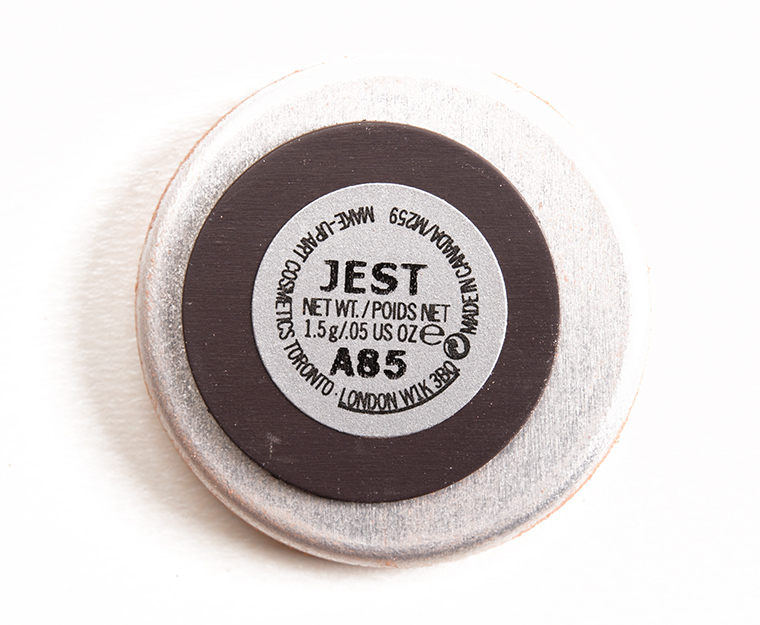 JEST
NET WT./POIDS NET
1.5g/.05 US OZ e
A85
MAKE-UP ART COSMETICS TORONTO · LONDON W1K 3BQ
MADE IN CANADA/M259